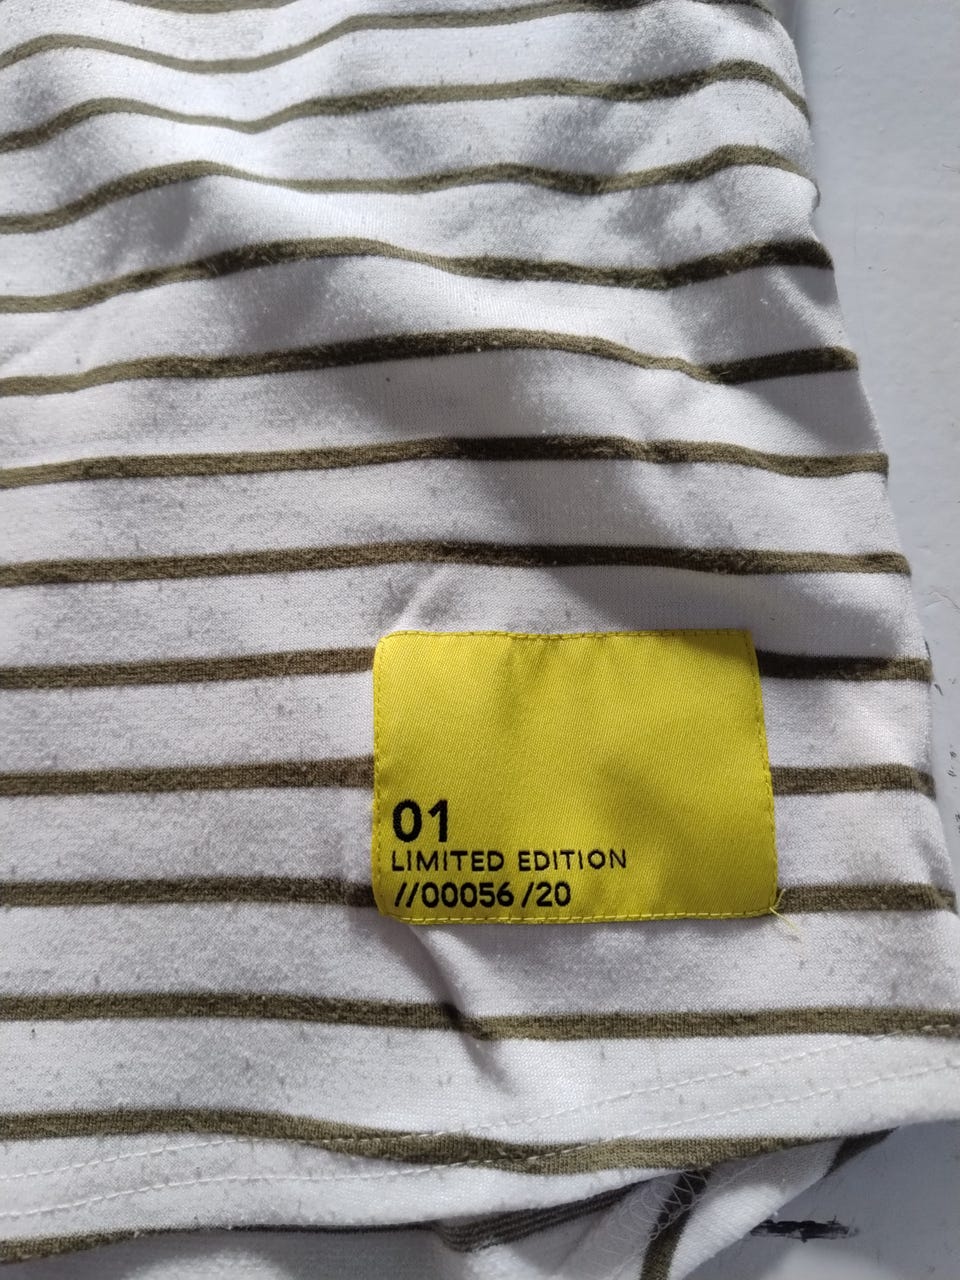 01
LIMITED EDITION
//00056 /20